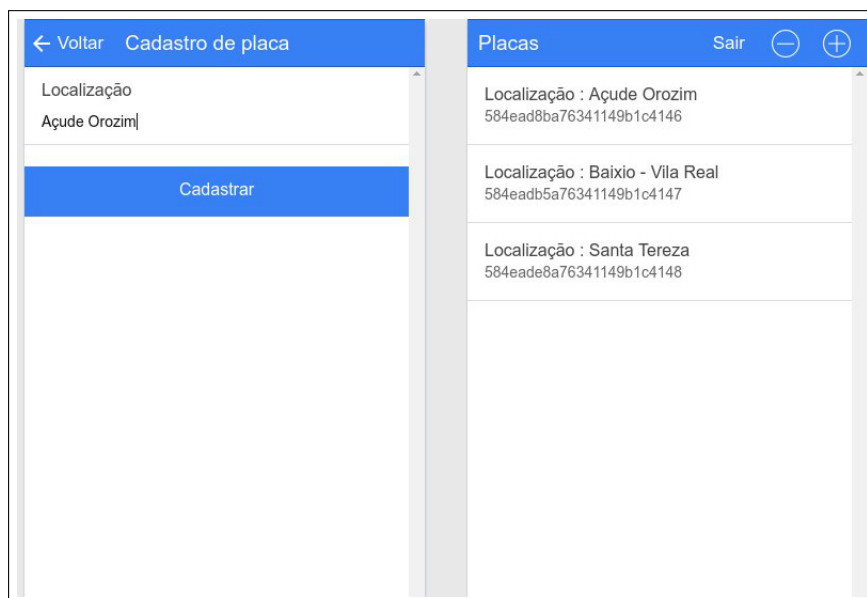 Voltar Cadastro de placa
Localização
Açude Orozim
Cadastrar
Placas Sair
Localização : Açude Orozim
584ead8ba76341149b1c4146
Localização : Baixio - Vila Real
584eadb5a76341149b1c4147
Localização : Santa Tereza
584eade8a76341149b1c4148